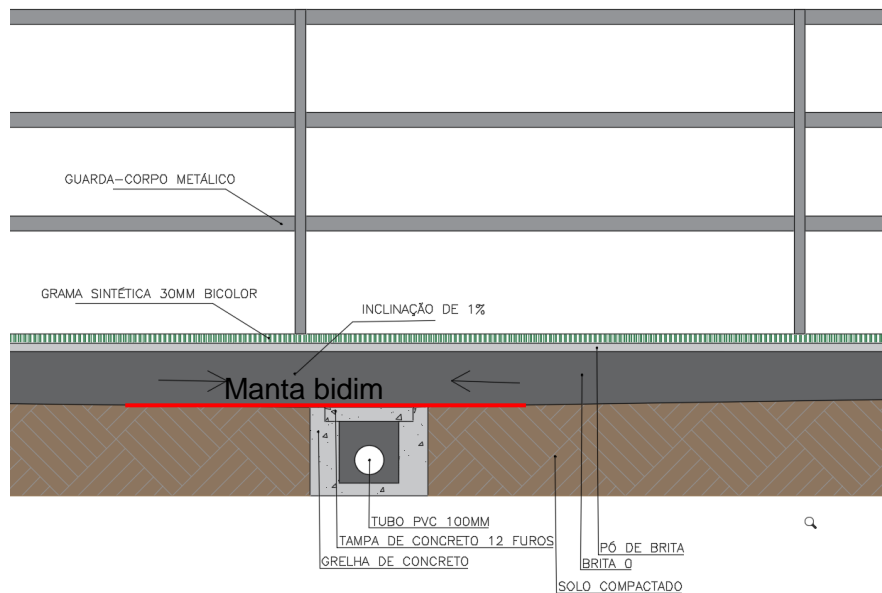 GUARDA-CORPO METÁLICO
GRAMA SINTÉTICA 30MM BICOLOR
INCLINAÇÃO DE 1%
Manta bidim
TUBO PVC 100MM
TAMPA DE CONCRETO 12 FUROS
GRELHA DE CONCRETO
PÓ DE BRITA
BRITA 0
SOLO COMPACTADO